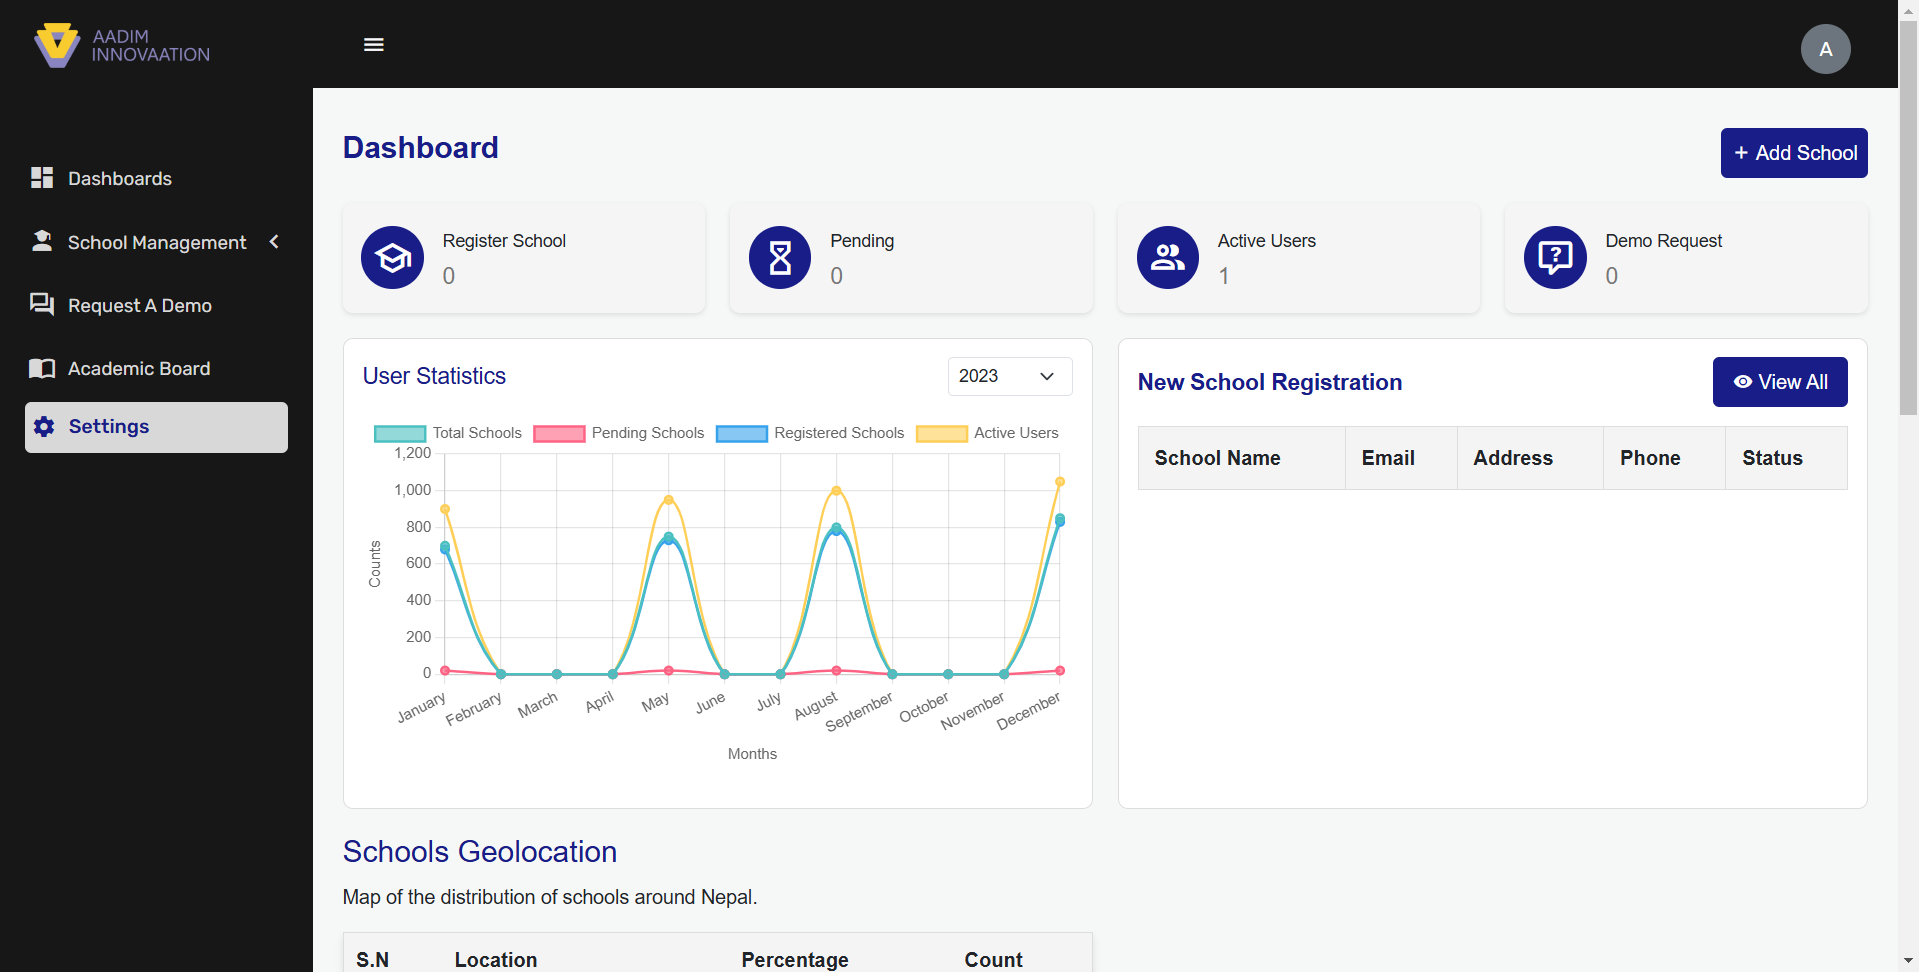 AADIM
INNOVAATION
A
Dashboards
School Management
Request A Demo
Academic Board
Settings
Dashboard
+ Add School
Register School
0
Pending
0
Active Users
1
Demo Request
0
User Statistics
2023
Total Schools
Pending Schools
Registered Schools
Active Users
1,200
1,000
800
600
400
200
0
Counts
January
February
March
April
May
June
July
August
September
October
November
December
Months
New School Registration
View All
School Name
Email
Address
Phone
Status
Schools Geolocation
Map of the distribution of schools around Nepal.
S.N
Location
Percentage
Count